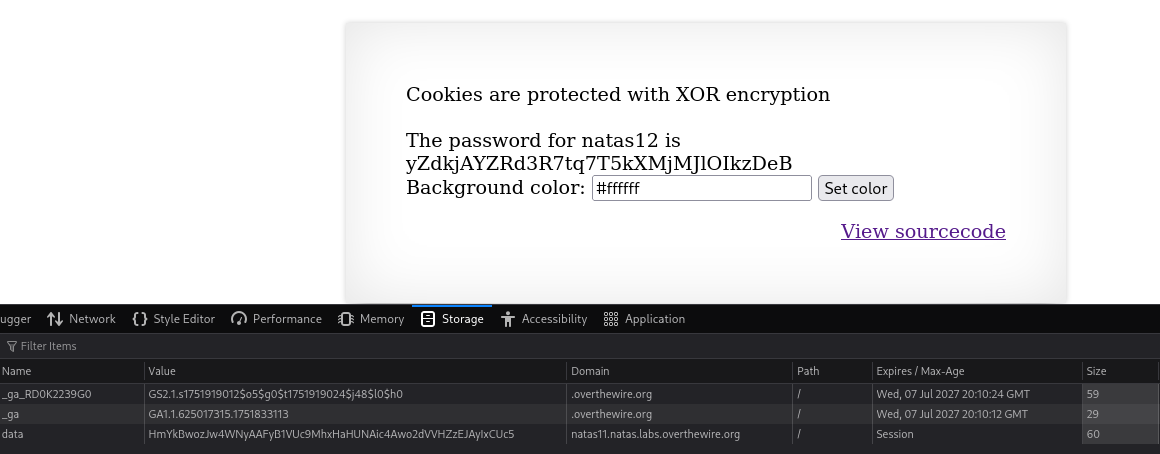 Cookies are protected with XOR encryption
The password for natas12 is
yZdkjAYZRd3R7tq7T5kXMjMJlOIkzDeB
Background color: #ffffff Set color
View sourcecode
ugger Network Style Editor Performance Memory Storage Accessibility Application
Filter Items
Name Value Domain Path Expires / Max-Age Size
_ga_RD0K2239G0 GS2.1.s1751919012$o5$g0$t1751919024$j48$l0$h0 .overthewire.org / Wed, 07 Jul 2027 20:10:24 GMT 59
_ga GA1.1.625017315.1751833113 .overthewire.org / Wed, 07 Jul 2027 20:10:12 GMT 29
data HmYkBwozJw4WNyAAFyB1VUc9MhxHaHUNAic4Awo2dVVHZzEJAyIxCUc5 natas11.natas.labs.overthewire.org / Session 60